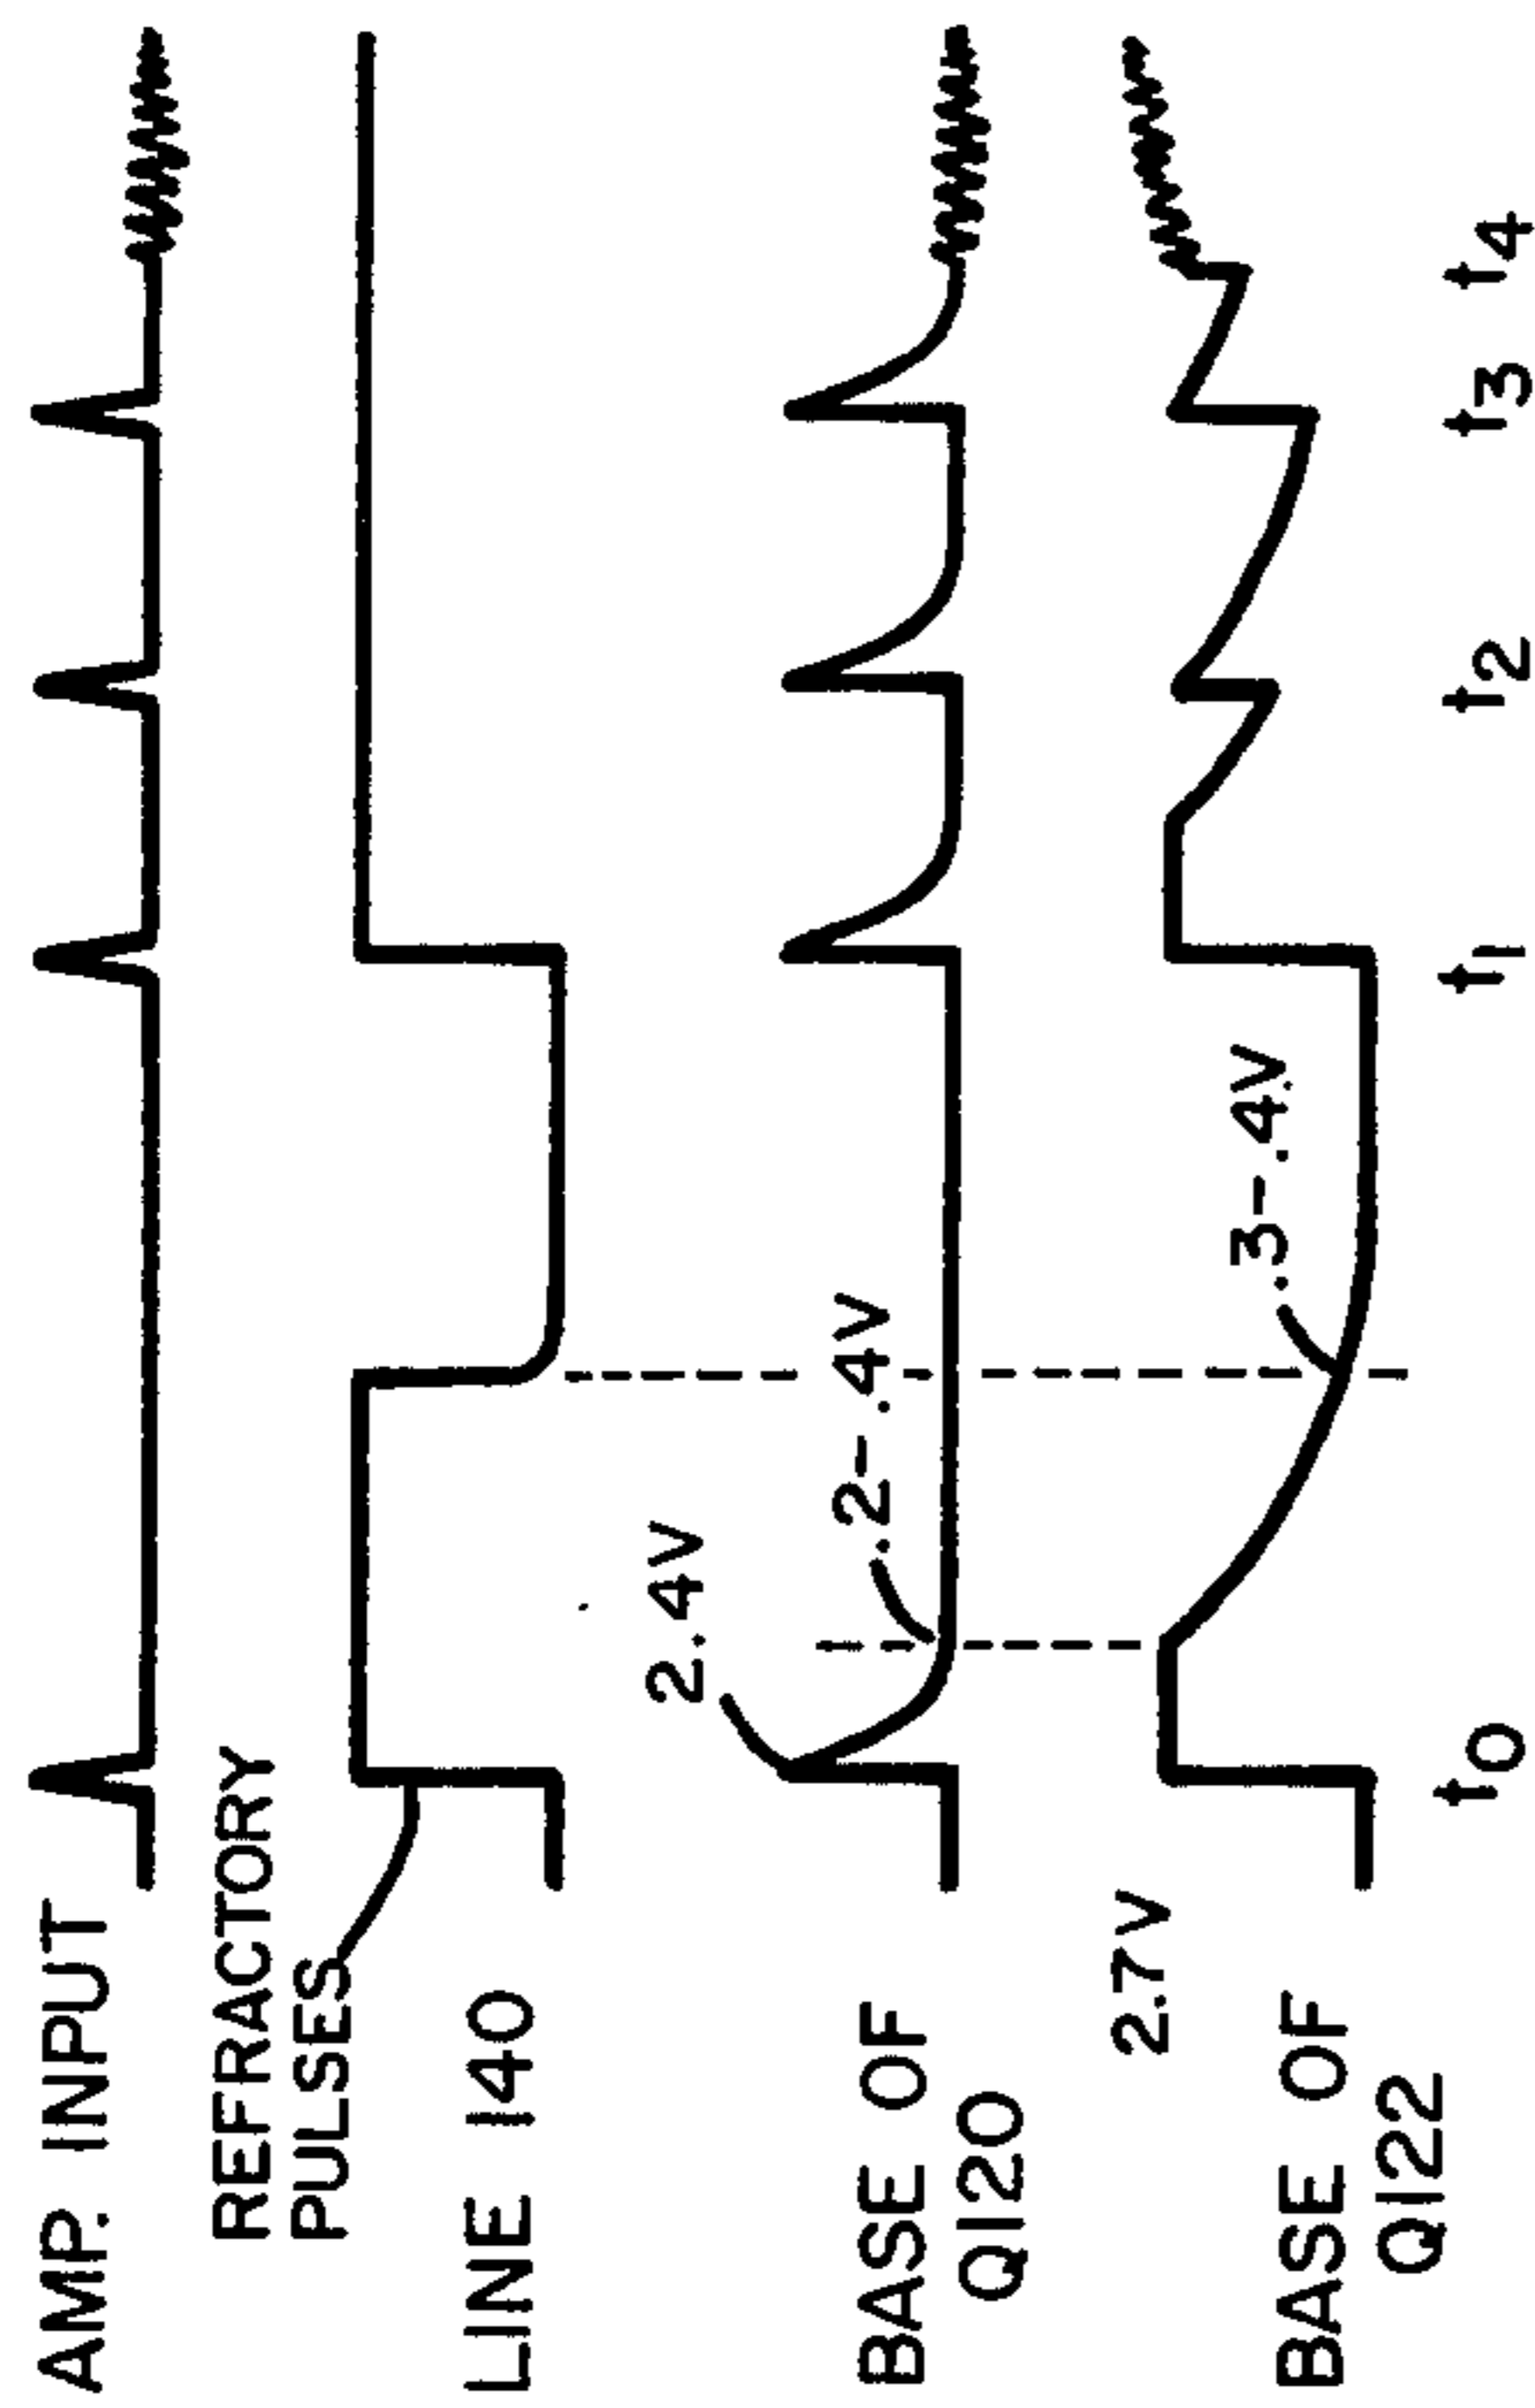 AMP. INPUT
REFRACTORY
PULSES
LINE 140
2.4V
.2-.4V
BASE OF
Q120
2.7V
.3-.4V
BASE OF
Q122
t0
t1
t2
t3
t4